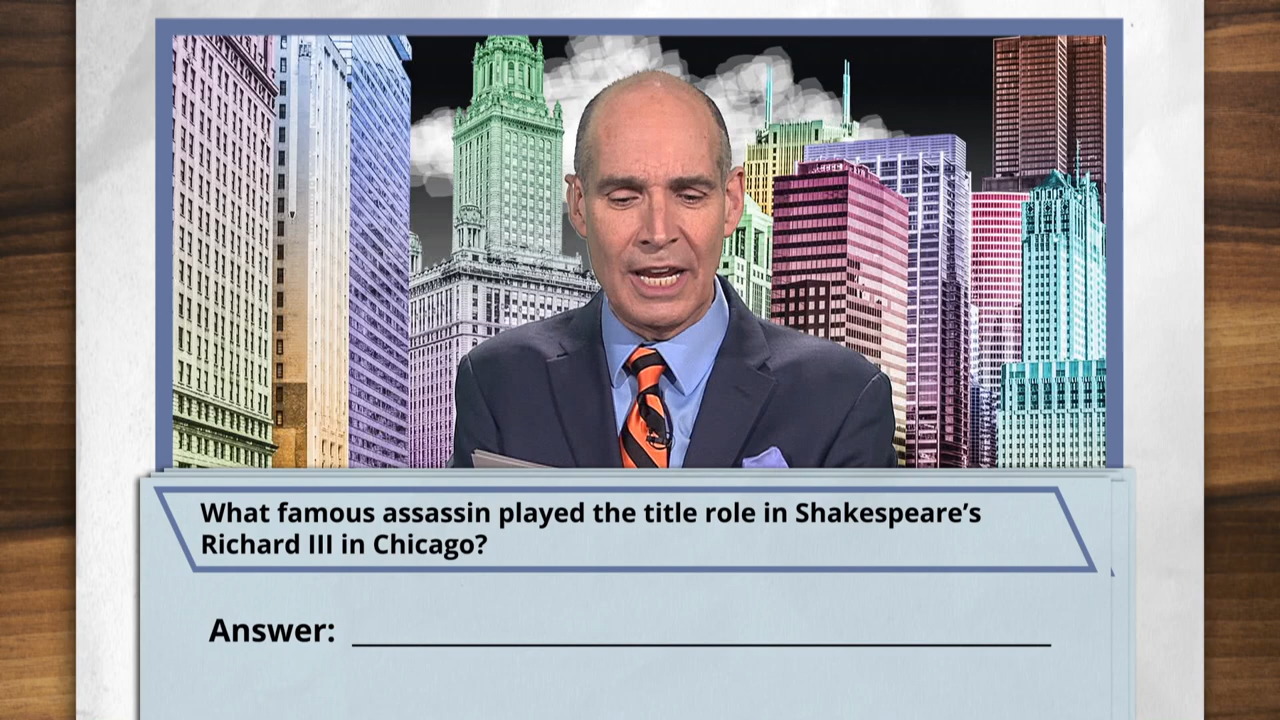 What famous assassin played the title role in Shakespeare’s
Richard III in Chicago?
Answer: